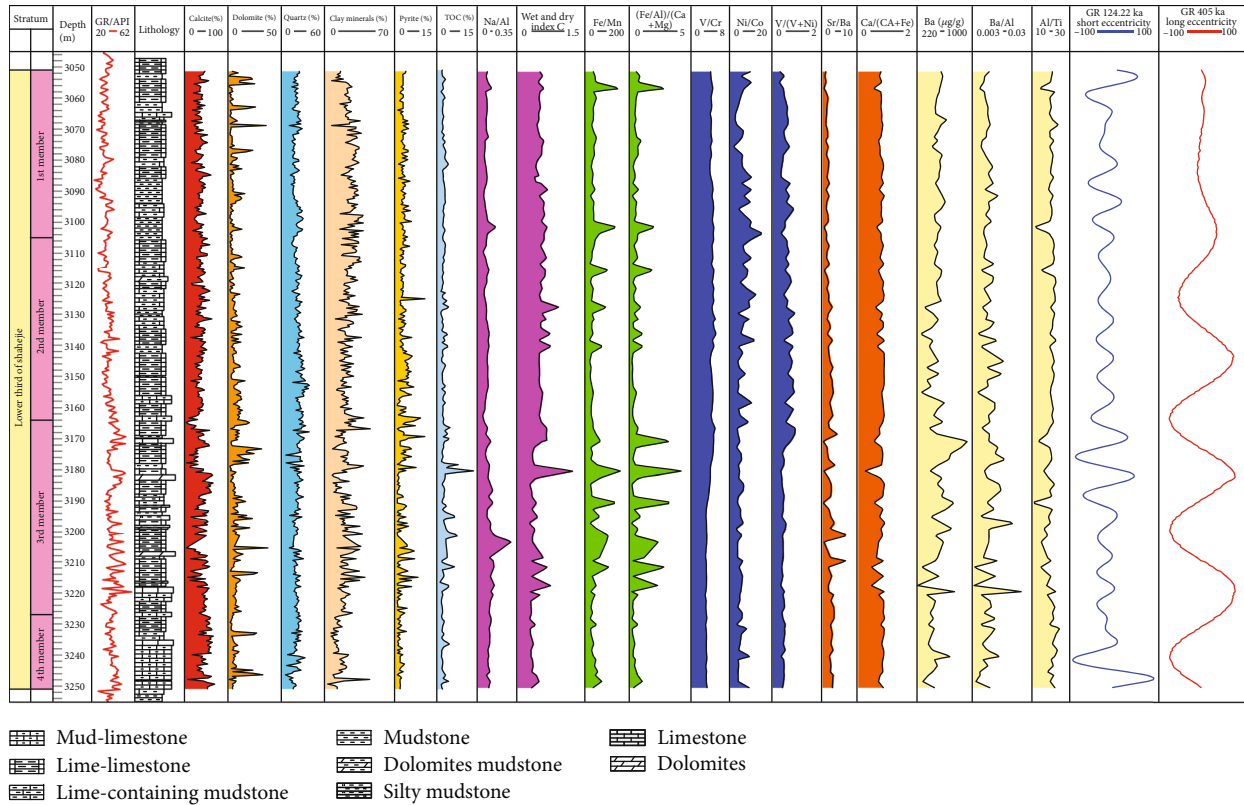 Stratum
Depth (m)
GR/API
20 62
Lithology
Calcite(%)
0 100
Dolomite (%)
0 50
Quartz (%)
0 60
Clay minerals (%)
0 70
Pyrite (%)
0 15
TOC (%)
0 15
Na/Al
0 0.35
Wet and dry
index C
0 1.5
Fe/Mn
0 200
(Fe/Al)/(Ca
+Mg)
0 5
V/Cr
0 8
Ni/Co
0 20
V/(V+Ni)
0 2
Sr/Ba
0 10
Ca/(CA+Fe)
0 2
Ba (μg/g)
220 1000
Ba/Al
0.003 0.03
Al/Ti
10 30
GR 124.22 ka
short eccentricity
−100 100
GR 405 ka
long eccentricity
−100 100
Lower third of shahejie
1st member
2nd member
3rd member
4th member
3050
3060
3070
3080
3090
3100
3110
3120
3130
3140
3150
3160
3170
3180
3190
3200
3210
3220
3230
3240
3250
Mud-limestone
Mudstone
Limestone
Lime-limestone
Dolomites mudstone
Dolomites
Lime-containing mudstone
Silty mudstone